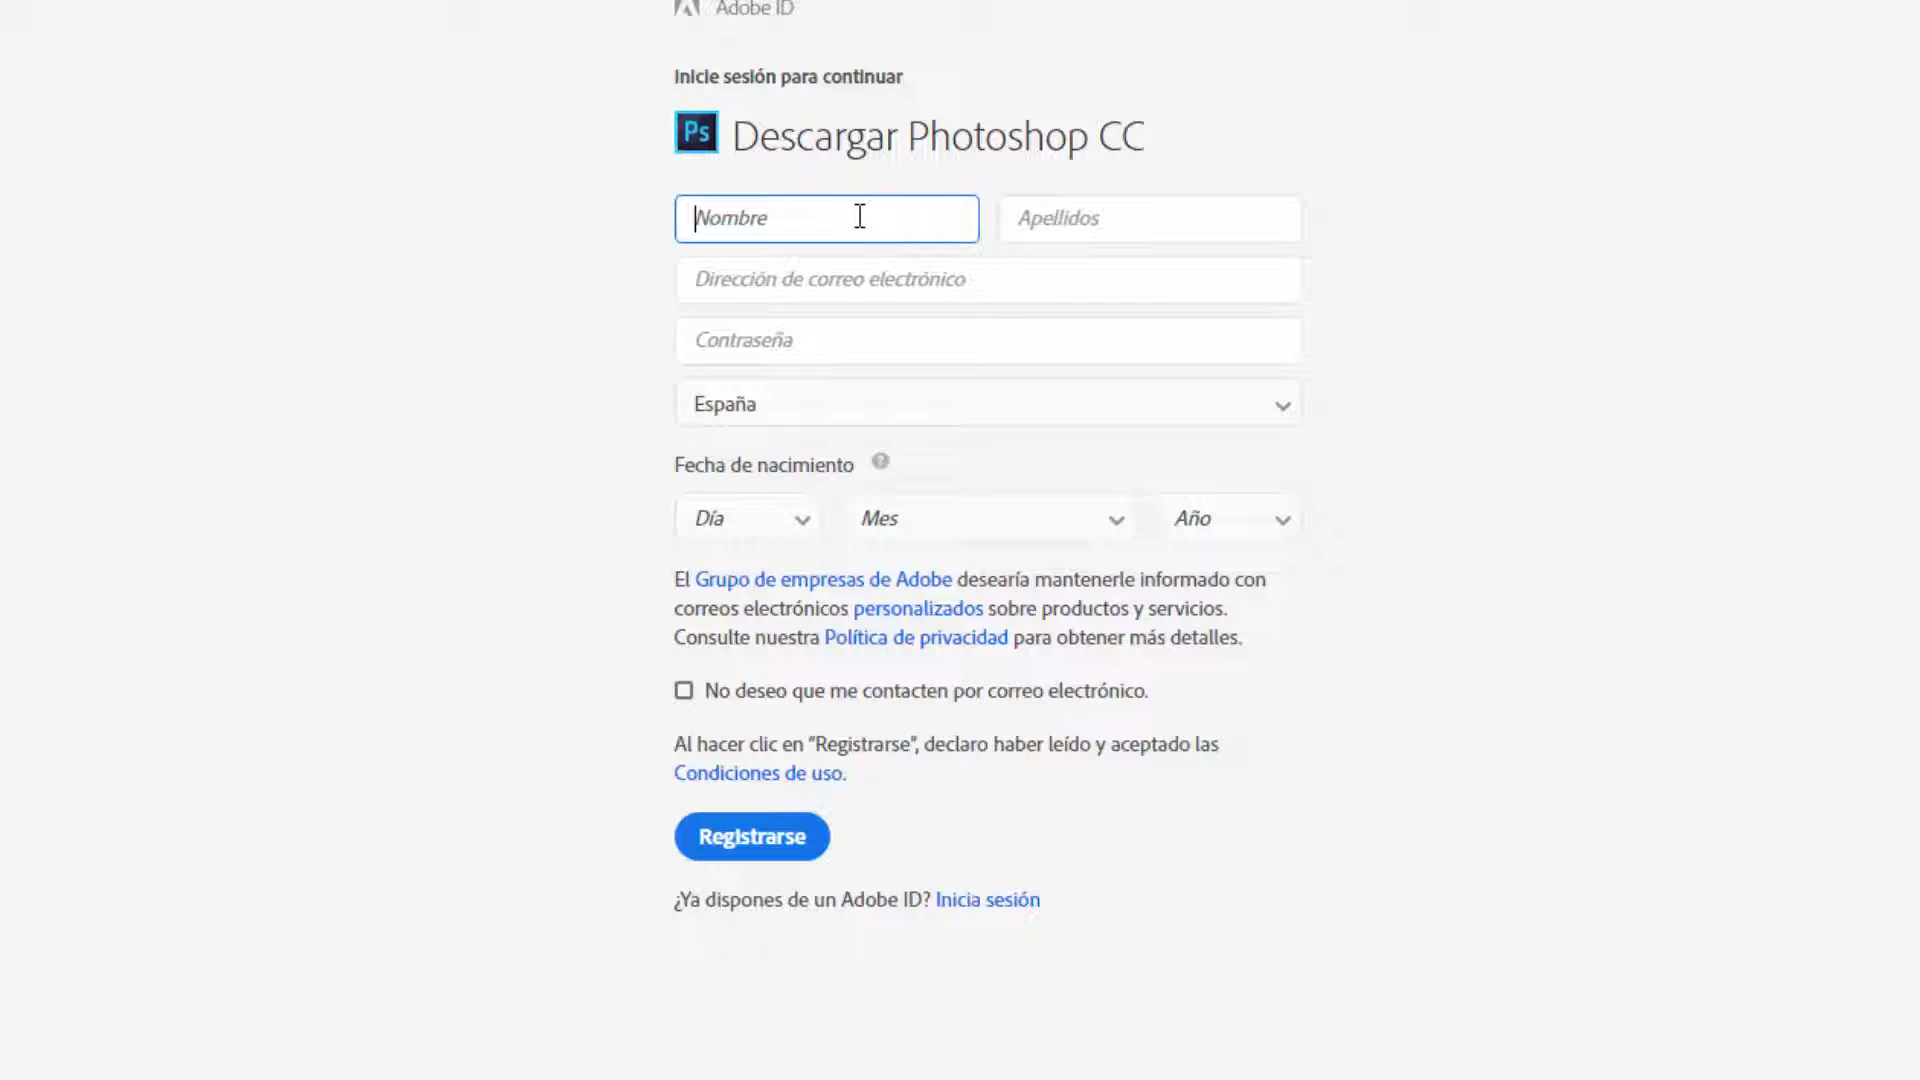 Adobe ID
Inicie sesión para continuar
Ps Descargar Photoshop CC
Nombre Apellidos
Dirección de correo electrónico
Contraseña
España
Fecha de nacimiento ?
Día Mes Año
El Grupo de empresas de Adobe desearía mantenerle informado con
correos electrónicos personalizados sobre productos y servicios.
Consulte nuestra Política de privacidad para obtener más detalles.
No deseo que me contacten por correo electrónico.
Al hacer clic en "Registrarse", declaro haber leído y aceptado las
Condiciones de uso.
Registrarse
¿Ya dispones de un Adobe ID? Inicia sesión